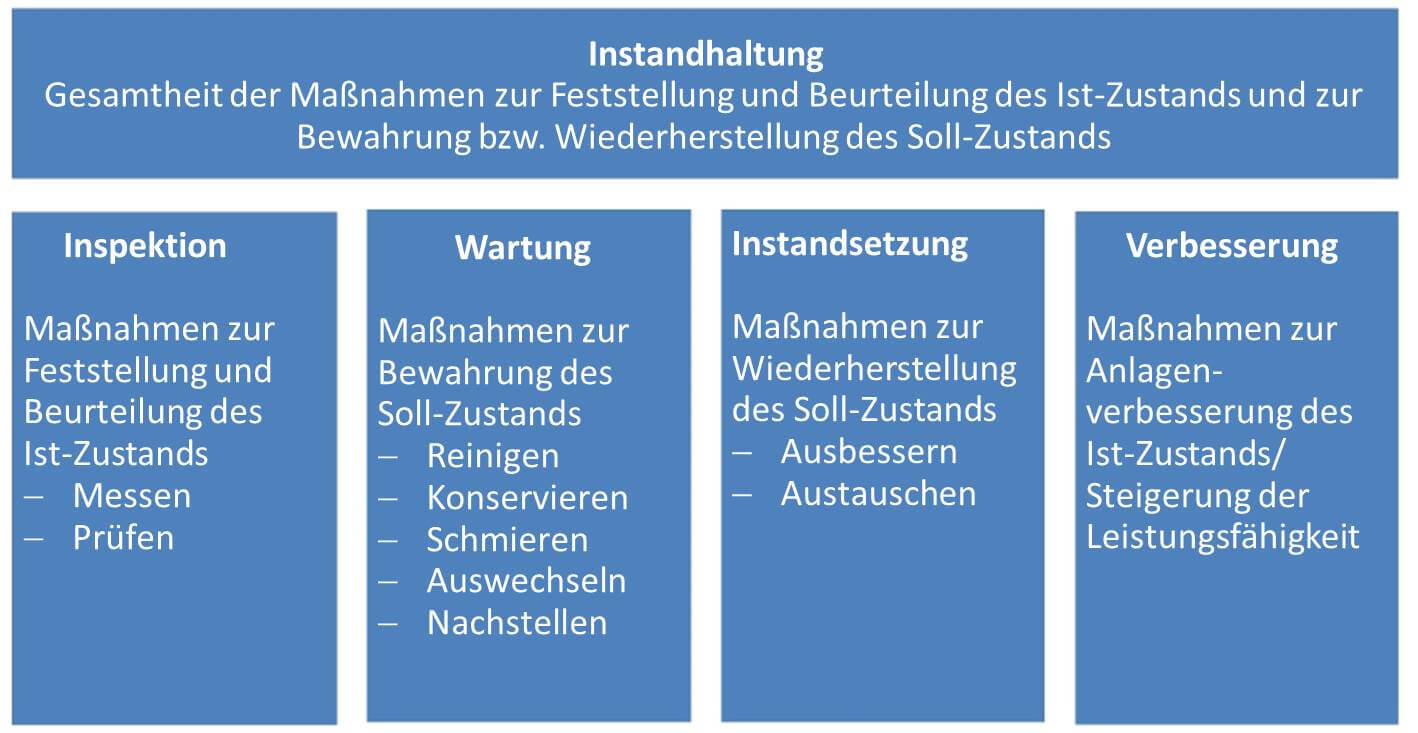 Instandhaltung
Gesamtheit der Maßnahmen zur Feststellung und Beurteilung des Ist-Zustands und zur
Bewahrung bzw. Wiederherstellung des Soll-Zustands
Inspektion
Maßnahmen zur
Feststellung und
Beurteilung des
Ist-Zustands
– Messen
– Prüfen
Wartung
Maßnahmen zur
Bewahrung des
Soll-Zustands
– Reinigen
– Konservieren
– Schmieren
– Auswechseln
– Nachstellen
Instandsetzung
Maßnahmen zur
Wiederherstellung
des Soll-Zustands
– Ausbessern
– Austauschen
Verbesserung
Maßnahmen zur
Anlagen-
verbesserung des
Ist-Zustands/
Steigerung der
Leistungsfähigkeit